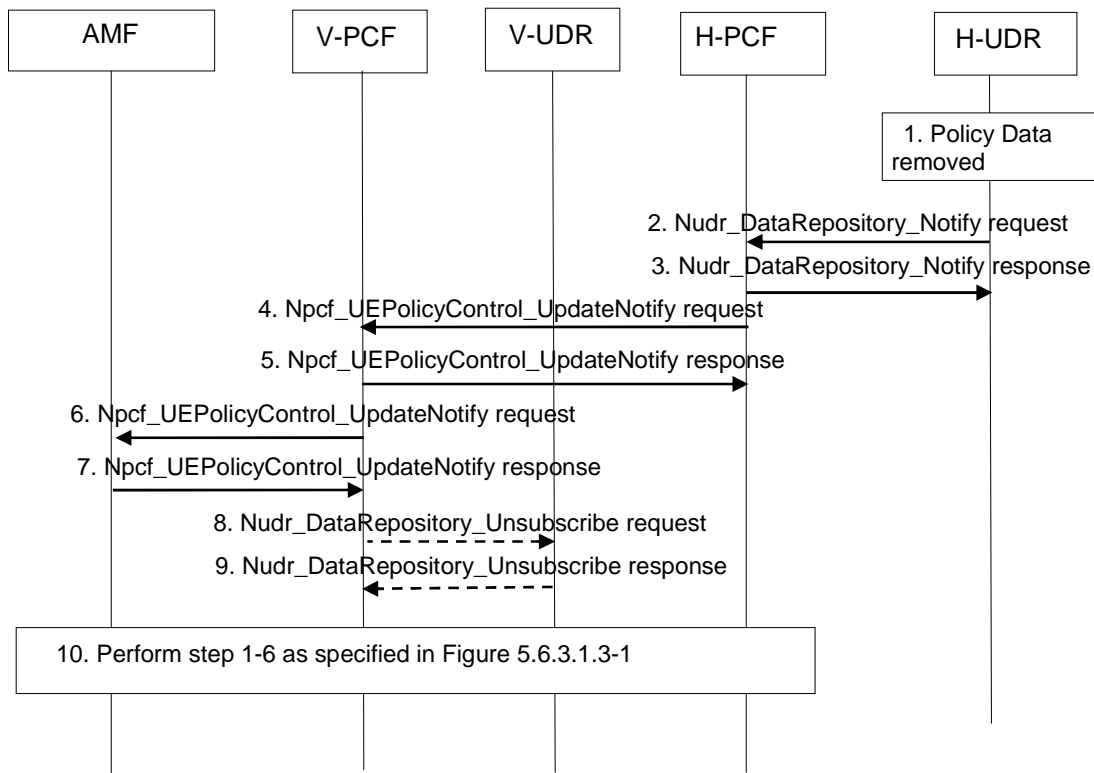 AMF
V-PCF
V-UDR
H-PCF
H-UDR
1. Policy Data
removed
2. Nudr_DataRepository_Notify request
3. Nudr_DataRepository_Notify response
4. Npcf_UEPolicyControl_UpdateNotify request
5. Npcf_UEPolicyControl_UpdateNotify response
6. Npcf_UEPolicyControl_UpdateNotify request
7. Npcf_UEPolicyControl_UpdateNotify response
8. Nudr_DataRepository_Unsubscribe request
9. Nudr_DataRepository_Unsubscribe response
10. Perform step 1-6 as specified in Figure 5.6.3.1.3-1